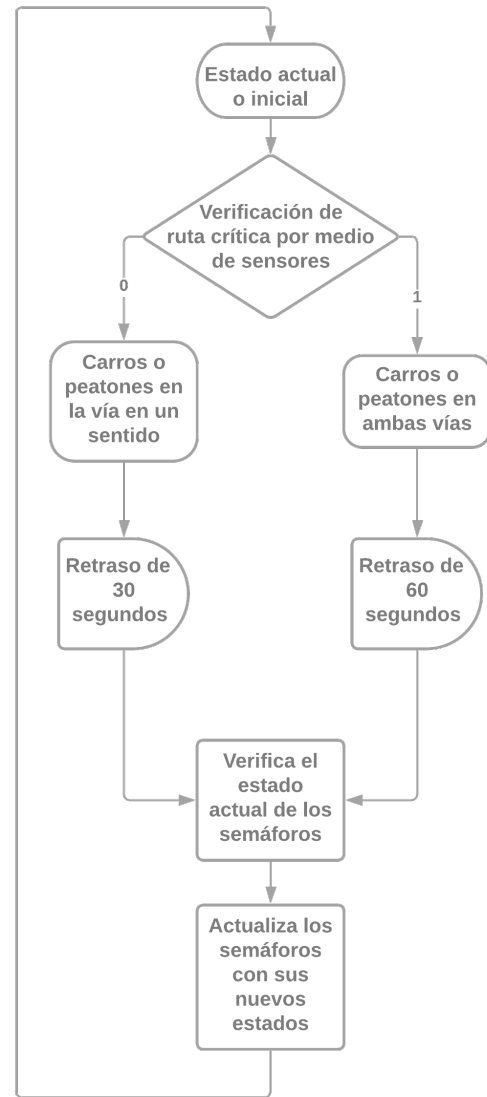 Estado actual
o inicial
Verificación de
ruta crítica por medio
de sensores
0
1
Carros o
peatones en
la vía en un
sentido
Carros o
peatones en
ambas vías
Retraso de
30
segundos
Retraso de
60
segundos
Verifica el
estado
actual de los
semáforos
Actualiza los
semáforos
con sus
nuevos
estados